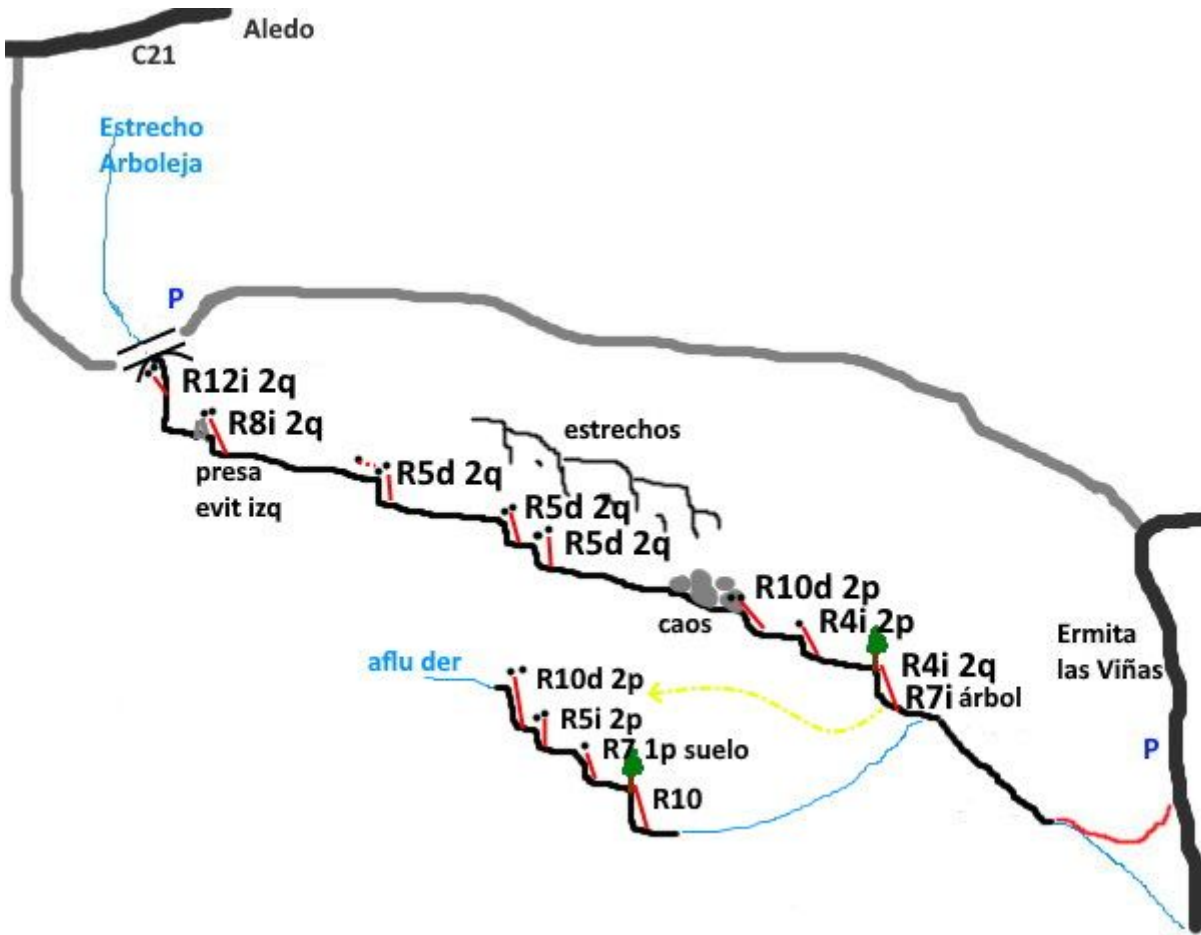 Aledo
C21
Estrecho
Arboleja
P
R12i 2q
R8i 2q
presa
evit izq
R5d 2q
estrechos
R5d 2q
R5d 2q
R10d 2p
caos
R4i 2p
R4i 2q
R7i árbol
Ermita
las Viñas
P
aflu der
R10d 2p
R5i 2p
R7 1p suelo
R10